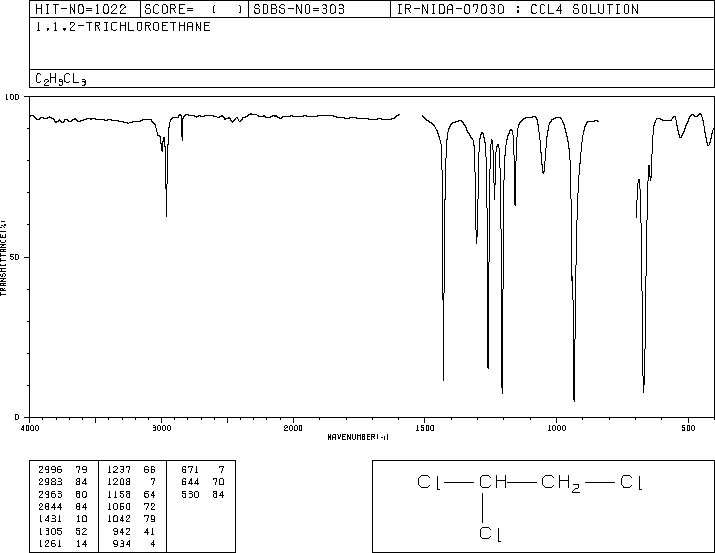 HIT-NO=1022 SCORE= ( ) SDBS-NO=303 IR-NIDA-07030 : CCL4 SOLUTION
1,1,2-TRICHLOROETHANE
C2H3CL3
100
TRANSMITTANCE(%)
50
0
4000 3000 2000 1500 1000 500
WAVENUMBER(-1)
2996 79 1237 66 671 7
2983 84 1208 7 644 70
2963 60 1158 64 530 84
2844 84 1050 72
1431 10 1042 79
1305 52 942 41
1261 14 934 4
Cl CH CH2 Cl
Cl